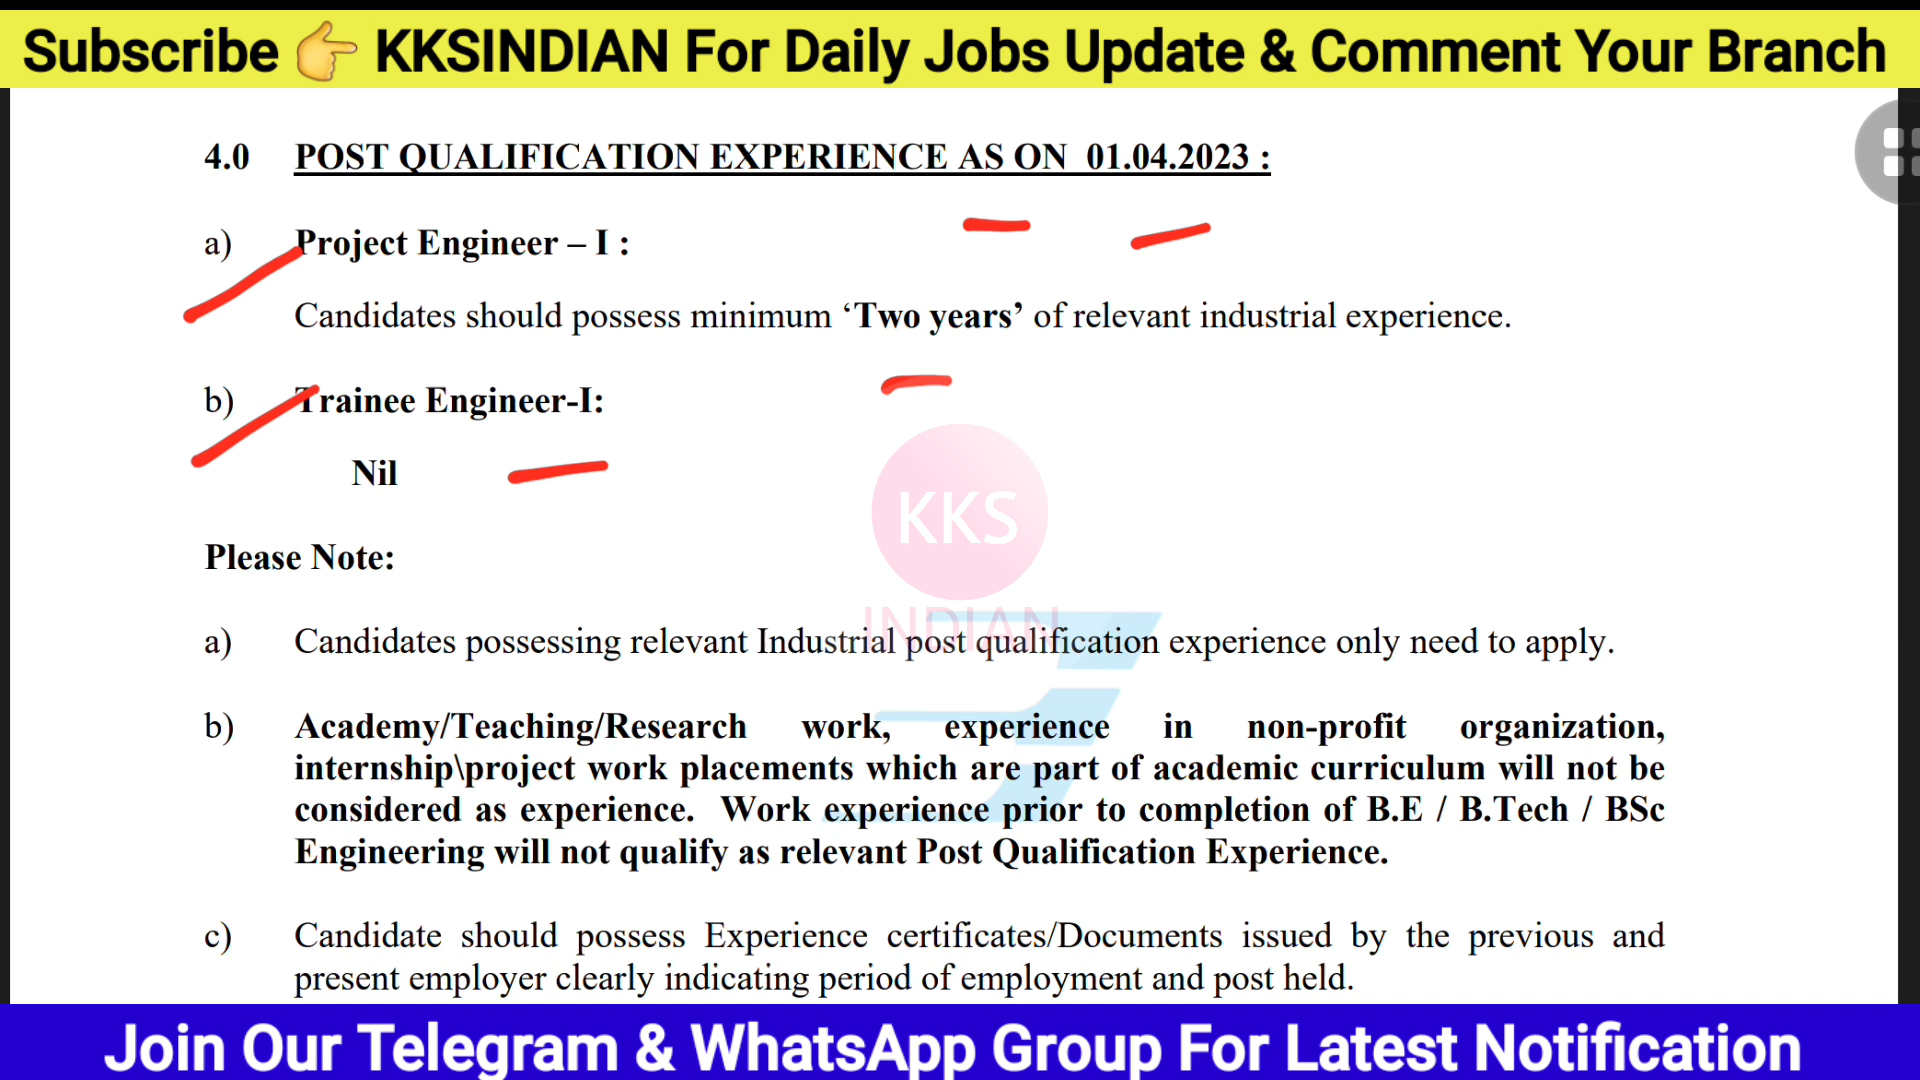 Subscribe 👉 KKSINDIAN For Daily Jobs Update & Comment Your Branch
4.0 POST QUALIFICATION EXPERIENCE AS ON 01.04.2023 :
a) Project Engineer – I :
Candidates should possess minimum ‘Two years’ of relevant industrial experience.
b) Trainee Engineer-I:
Nil
KKS
INDIAN
Please Note:
a) Candidates possessing relevant Industrial post qualification experience only need to apply.
b) Academy/Teaching/Research work, experience in non-profit organization,
internship\project work placements which are part of academic curriculum will not be
considered as experience. Work experience prior to completion of B.E / B.Tech / BSc
Engineering will not qualify as relevant Post Qualification Experience.
c) Candidate should possess Experience certificates/Documents issued by the previous and
present employer clearly indicating period of employment and post held.
Join Our Telegram & WhatsApp Group For Latest Notification